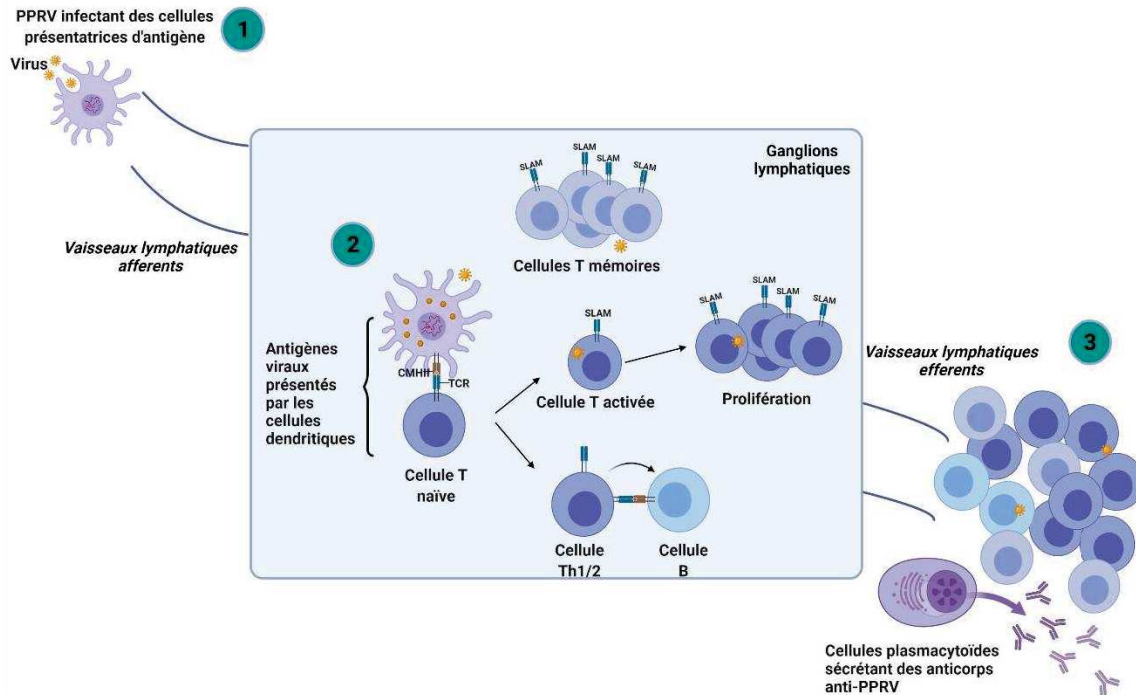 PPRV infectant des cellules
présentatrices d'antigène
1
Virus
Vaisseaux lymphatiques
afferents
Ganglions
lymphatiques
SLAM
SLAM
SLAM
SLAM
Cellules T mémoires
2
Antigènes
viraux
présentés
par les
cellules
dendritiques
CMHII
TCR
Cellule T
naïve
SLAM
Cellule T activée
SLAM
SLAM
SLAM
SLAM
Prolifération
Cellule
Th1/2
Cellule
B
3
Vaisseaux lymphatiques
efferents
Cellules plasmacytoïdes
sécrétant des anticorps
anti-PPRV